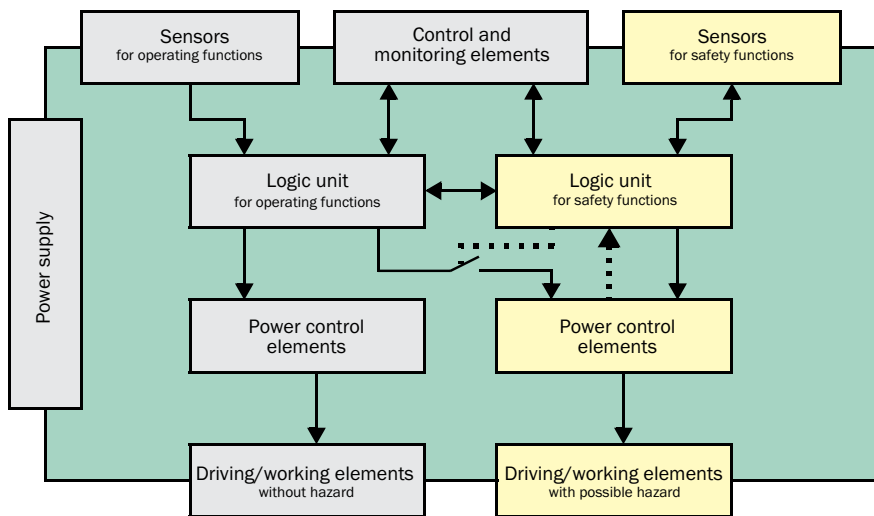 Sensors
for operating functions
Control and
monitoring elements
Sensors
for safety functions
Power supply
Logic unit
for operating functions
Logic unit
for safety functions
Power control
elements
Power control
elements
Driving/working elements
without hazard
Driving/working elements
with possible hazard